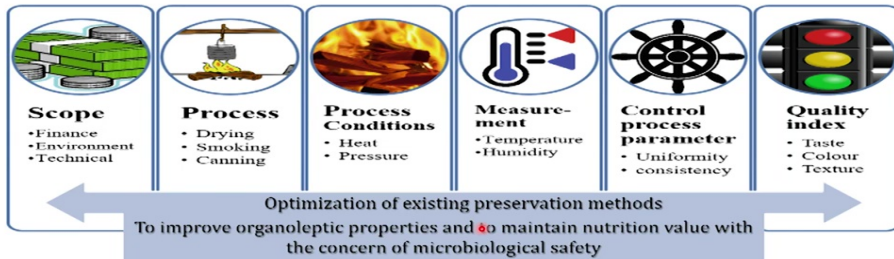 Scope
•Finance
•Environment
•Technical
Process
• Drying
• Smoking
• Canning
Process
Conditions
• Heat
• Pressure
Measure-
ment
•Temperature
•Humidity
Control
process
parameter
• Uniformity
• consistency
Quality
index
• Taste
• Colour
• Texture
Optimization of existing preservation methods
To improve organoleptic properties and to maintain nutrition value with
the concern of microbiological safety